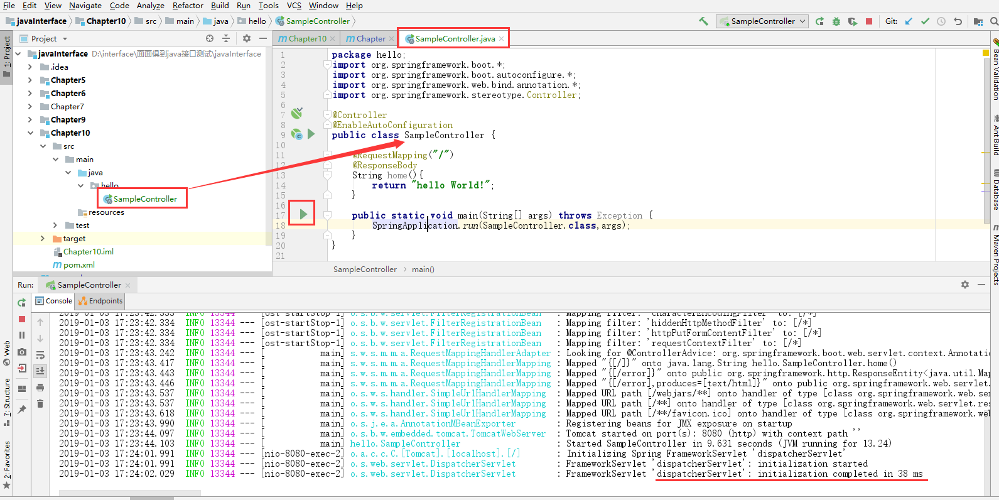 File Edit View Navigate Code Analyze Refactor Build Run Tools VCS Window Help
javaInterface Chapter10 src main java hello SampleController
SampleController Git:
1: Project
Project
Chapter10 Chapter SampleController.java
javaInterface D:\interface\面面俱到java接口测试\javaInterface
.idea
Chapter5
Chapter6
Chapter7
Chapter9
Chapter10
src
main
java
hello
SampleController
resources
test
target
Chapter10.iml
pom.xml
1 package hello;
2 import org.springframework.boot.*;
3 import org.springframework.boot.autoconfigure.*;
4 import org.springframework.web.bind.annotation.*;
5 import org.springframework.stereotype.Controller;
6
7 @Controller
8 @EnableAutoConfiguration
9 public class SampleController {
10
11 @RequestMapping("/")
12 @ResponseBody
13 String home(){
14 return "hello World!";
15 }
16
17 public static void main(String[] args) throws Exception {
18 SpringApplication.run(SampleController.class,args);
19 }
20 }
21
SampleController main()
Bean Validation
Ant Build
Database
Maven Projects
Run: SampleController
Console Endpoints
Web
Z: Structure
2: Favorites
2019-01-03 17:23:42.333 INFO 13344 --- [ost-startStop-1] o.s.b.w.servlet.FilterRegistrationBean : Mapping filter: 'characterEncodingFilter' to: [/*]
2019-01-03 17:23:42.334 INFO 13344 --- [ost-startStop-1] o.s.b.w.servlet.FilterRegistrationBean : Mapping filter: 'hiddenHttpMethodFilter' to: [/*]
2019-01-03 17:23:42.334 INFO 13344 --- [ost-startStop-1] o.s.b.w.servlet.FilterRegistrationBean : Mapping filter: 'httpPutFormContentFilter' to: [/*]
2019-01-03 17:23:42.334 INFO 13344 --- [ost-startStop-1] o.s.b.w.servlet.FilterRegistrationBean : Mapping filter: 'requestContextFilter' to: [/*]
2019-01-03 17:23:43.242 INFO 13344 --- [ main] s.w.s.m.m.a.RequestMappingHandlerAdapter : Looking for @ControllerAdvice: org.springframework.boot.web.servlet.context.Annotation
2019-01-03 17:23:43.417 INFO 13344 --- [ main] s.w.s.m.m.a.RequestMappingHandlerMapping : Mapped "{[/]}" onto java.lang.String hello.SampleController.home()
2019-01-03 17:23:43.443 INFO 13344 --- [ main] s.w.s.m.m.a.RequestMappingHandlerMapping : Mapped "{[/error]}" onto public org.springframework.http.ResponseEntity<java.util.Map
2019-01-03 17:23:43.446 INFO 13344 --- [ main] s.w.s.m.m.a.RequestMappingHandlerMapping : Mapped "{[/error],produces=[text/html]}" onto public org.springframework.web.servlet.
2019-01-03 17:23:43.537 INFO 13344 --- [ main] o.s.w.s.handler.SimpleUrlHandlerMapping : Mapped URL path [/webjars/**] onto handler of type [class org.springframework.web.ser
2019-01-03 17:23:43.537 INFO 13344 --- [ main] o.s.w.s.handler.SimpleUrlHandlerMapping : Mapped URL path [/**] onto handler of type [class org.springframework.web.servlet.res
2019-01-03 17:23:43.618 INFO 13344 --- [ main] o.s.w.s.handler.SimpleUrlHandlerMapping : Mapped URL path [/**/favicon.ico] onto handler of type [class org.springframework.we
2019-01-03 17:23:43.990 INFO 13344 --- [ main] o.s.j.e.a.AnnotationMBeanExporter : Registering beans for JMX exposure on startup
2019-01-03 17:23:44.097 INFO 13344 --- [ main] o.s.b.w.embedded.tomcat.TomcatWebServer : Tomcat started on port(s): 8080 (http) with context path ''
2019-01-03 17:23:44.103 INFO 13344 --- [ main] hello.SampleController : Started SampleController in 9.631 seconds (JVM running for 13.24)
2019-01-03 17:24:01.991 INFO 13344 --- [nio-8080-exec-2] o.a.c.c.C.[Tomcat].[localhost].[/] : Initializing Spring FrameworkServlet 'dispatcherServlet'
2019-01-03 17:24:01.991 INFO 13344 --- [nio-8080-exec-2] o.s.web.servlet.DispatcherServlet : FrameworkServlet 'dispatcherServlet': initialization started
2019-01-03 17:24:02.029 INFO 13344 --- [nio-8080-exec-2] o.s.web.servlet.DispatcherServlet : FrameworkServlet 'dispatcherServlet': initialization completed in 38 ms